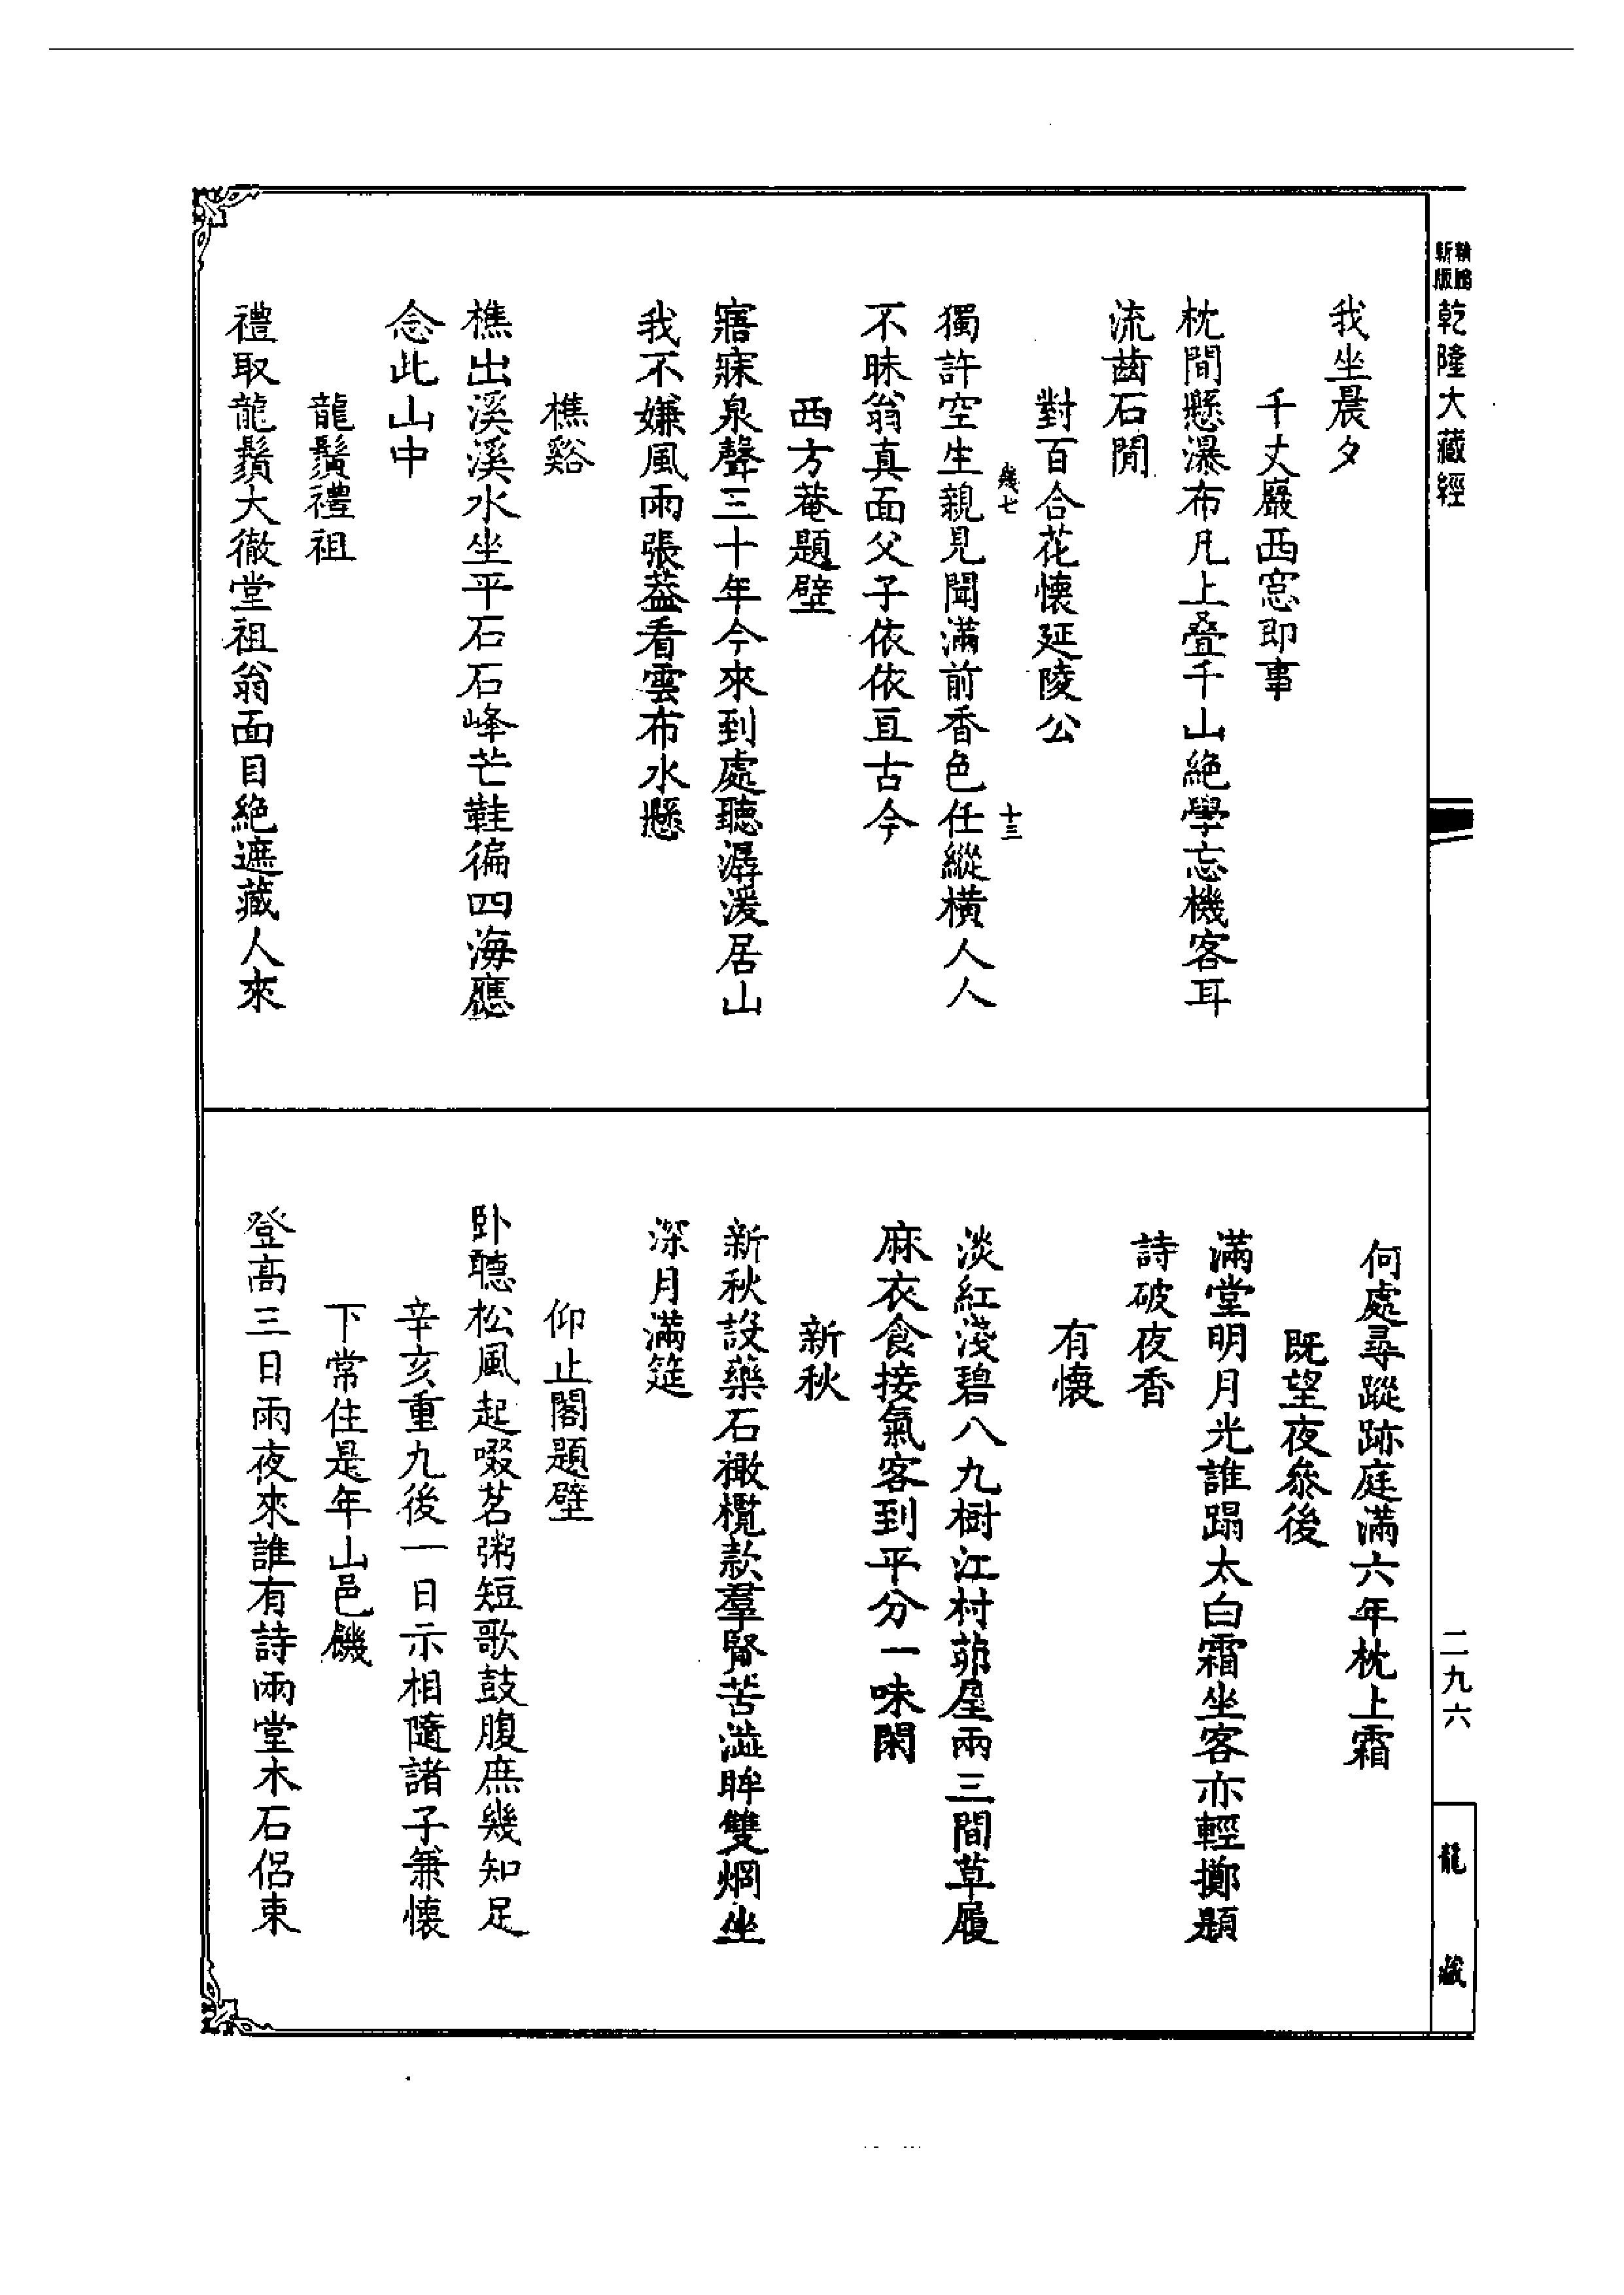 新版
乾隆大藏經
我坐晨夕
千丈巖西窓即事
枕間懸瀑布凡上叠千山絶學忘機客耳
流齒石閒
對百合花懷延陵公
幾七
十三
獨許空生親見聞滿前香色任縱橫人人
不昧翁真面父子依依亘古今
西方菴題壁
寤寐泉聲三十年今來到處聽潺湲居山
我不嫌風雨張葢看雲布水懸
樵谿
樵出溪溪水坐平石石峰芒鞋徧四海應
念此山中
龍鬚禮祖
禮取龍鬚大徹堂祖翁面目絶遮藏人來
二九六
龍藏
何處尋蹤跡庭滿六年枕上霜
既望夜叅後
滿堂明月光誰蹋太白霜坐客亦輕擲題
詩破夜香
有懷
淡紅淺碧八九樹江村茆屋兩三間草履
麻衣食接氣客到平分一味閑
新秋
新秋設藥石橄欖款羣賢苦澁眸雙烱坐
深月滿筵
仰止閣題壁
卧聽松風起啜茗粥短歌鼓腹庶幾知足
辛亥重九後一日示相隨諸子兼懷
下常住是年山邑饑
登高三日雨夜來誰有詩兩堂木石侶束